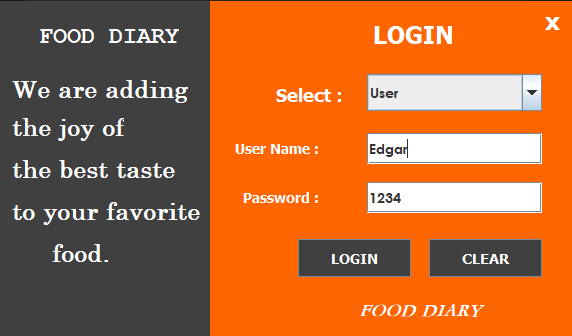 FOOD DIARY
We are adding
the joy of
the best taste
to your favorite
food.
LOGIN
x
Select :
User
User Name :
Edgar
Password :
1234
LOGIN
CLEAR
FOOD DIARY